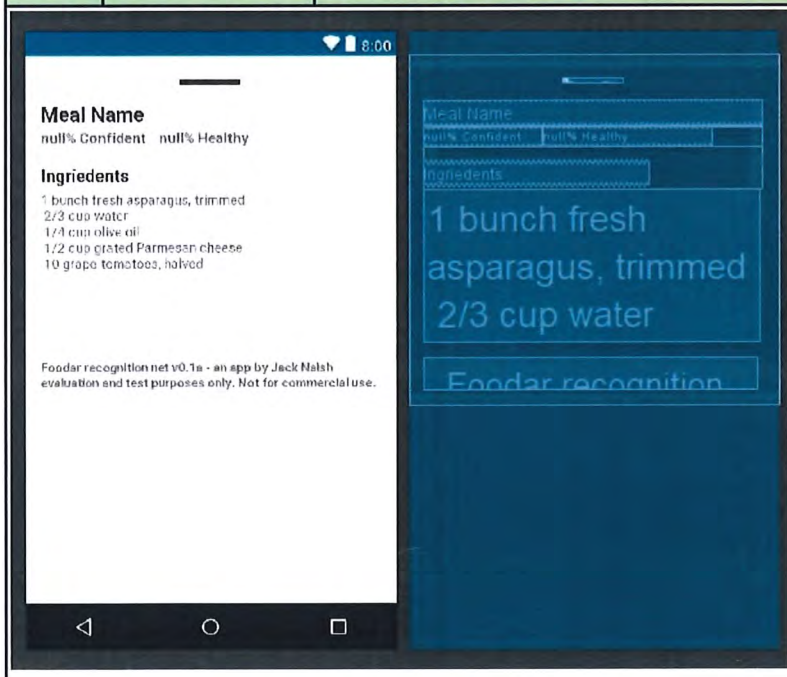 8:00
Meal Name
null% Confident null% Healthy
Ingriedents
1 bunch fresh asparagus, trimmed
2/3 cup water
1/4 cup olive oil
1/2 cup grated Parmesan cheese
10 grape tomatoes, halved
Foodar recognition net v0.1a - an app by Jack Nalsh
evaluation and test purposes only. Not for commercial use.
Meal Name
null% Confident null% Healthy
Ingriedents
1 bunch fresh
asparagus, trimmed
2/3 cup water
Foodar recognition